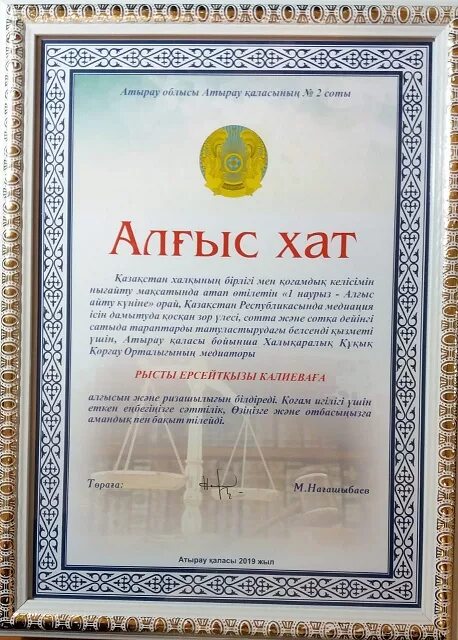 Атырау облысы Атырау қаласының № 2 соты
Алғыс хат
Қазақстан халқының бірлігі мен қоғамдық келісімін
нығайту мақсатында атап өтілетін «1 наурыз - Алғыс
айту күніне» орай, Қазақстан Республикасында медиация
ісін дамытуда қосқан зор үлесі, сотта және сотқа дейінгі
сатыда тараптарды татуластырудағы белсенді қызметі
үшін, Атырау қаласы бойынша Халықаралық Құқық
Қорғау Орталығының медиаторы
РЫСТЫ ЕРСЕЙТҚЫЗЫ КАЛИЕВАҒА
алғысын және ризашылығын білдіреді. Қоғам игілігі үшін
еткен еңбегіңізге сәттілік, Өзіңізге және отбасыңызға
амандық пен бақыт тілейді.
Төраға: М.Нағашыбаев
Атырау қаласы 2019 жыл